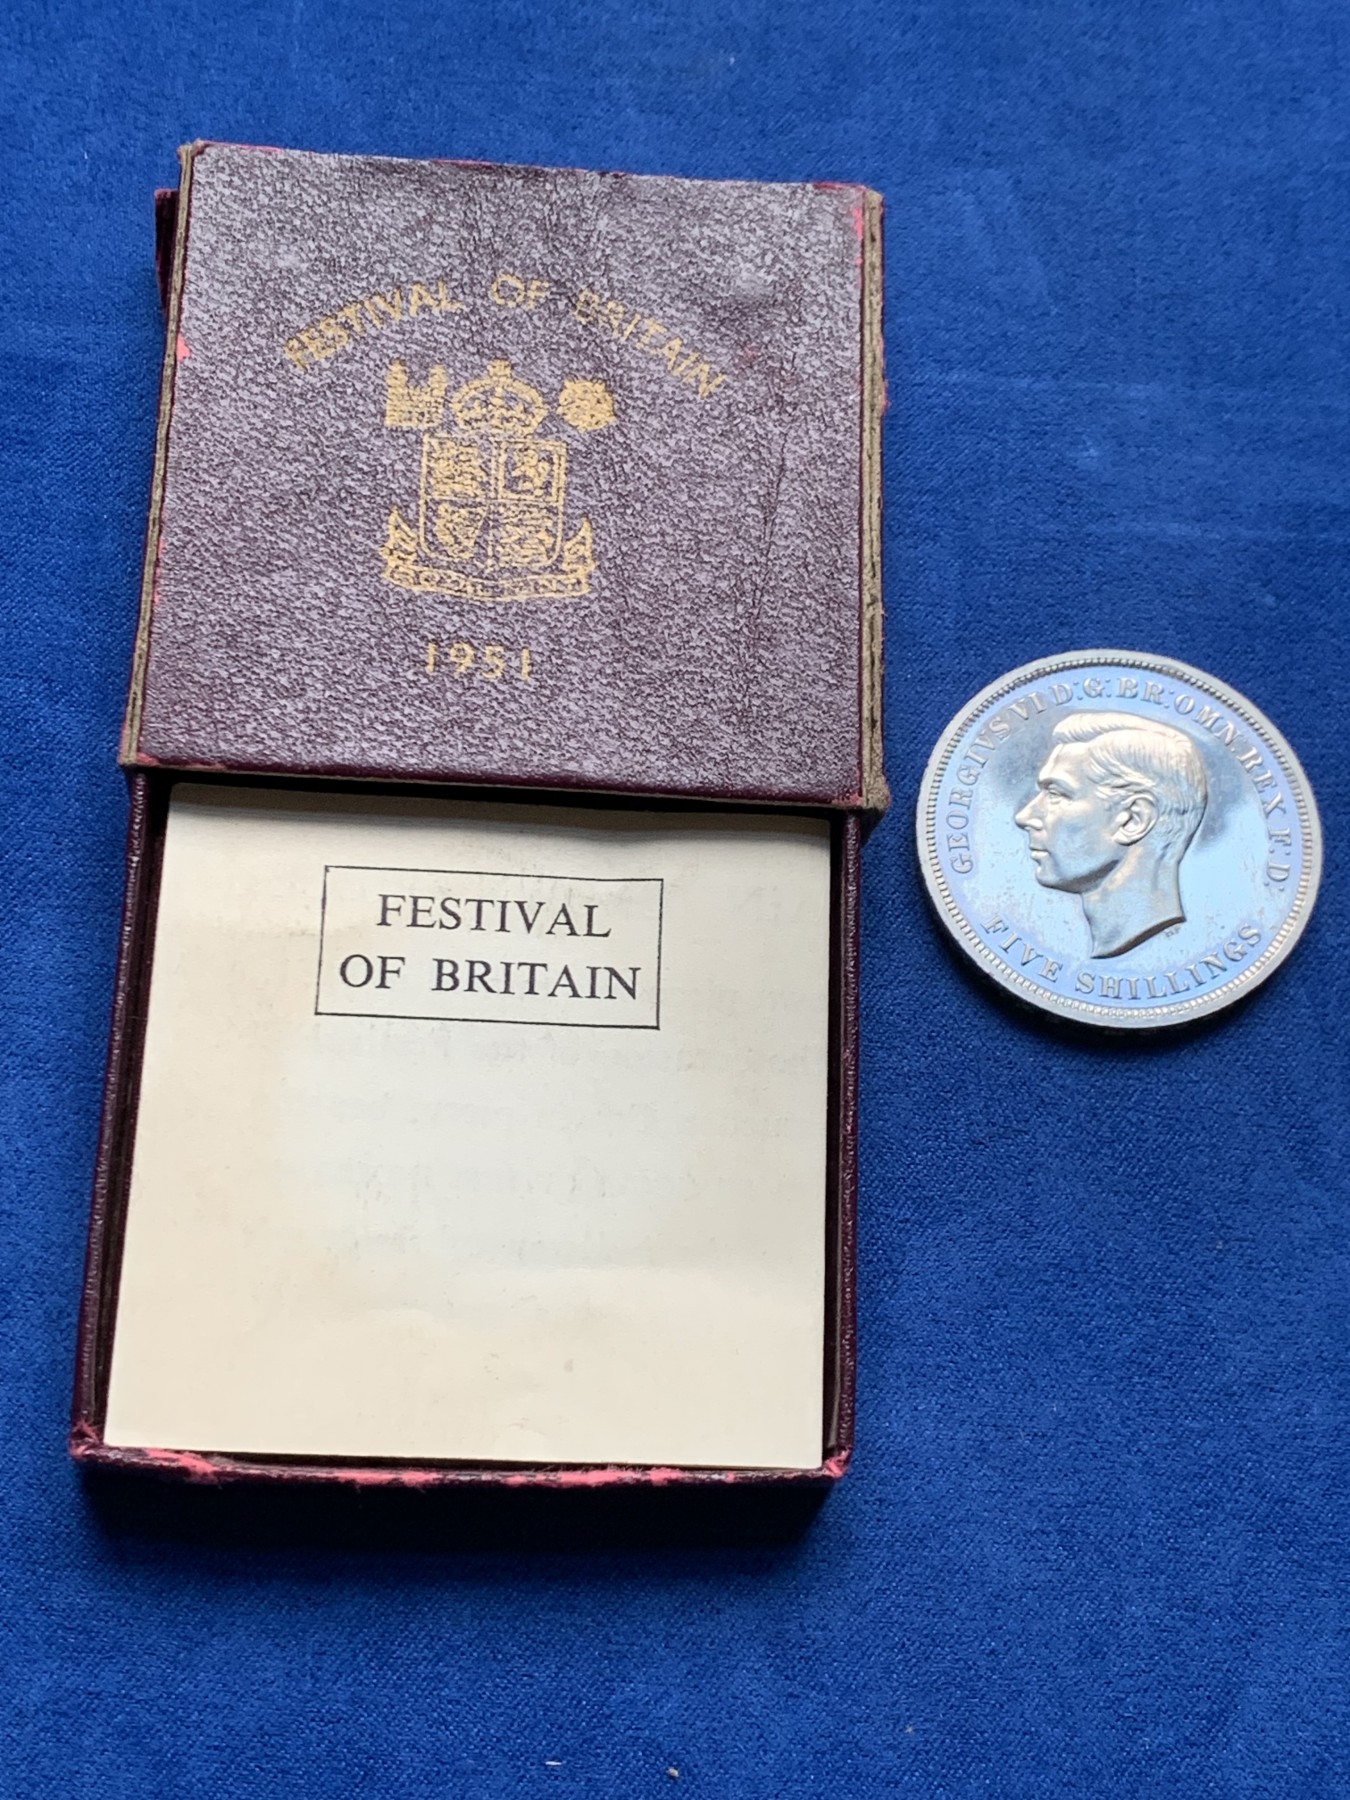 FESTIVAL OF BRITAIN
1951
FESTIVAL
OF BRITAIN
GEORGIVS VI D:G:BR:OMN:REX F:D:
FIVE SHILLINGS